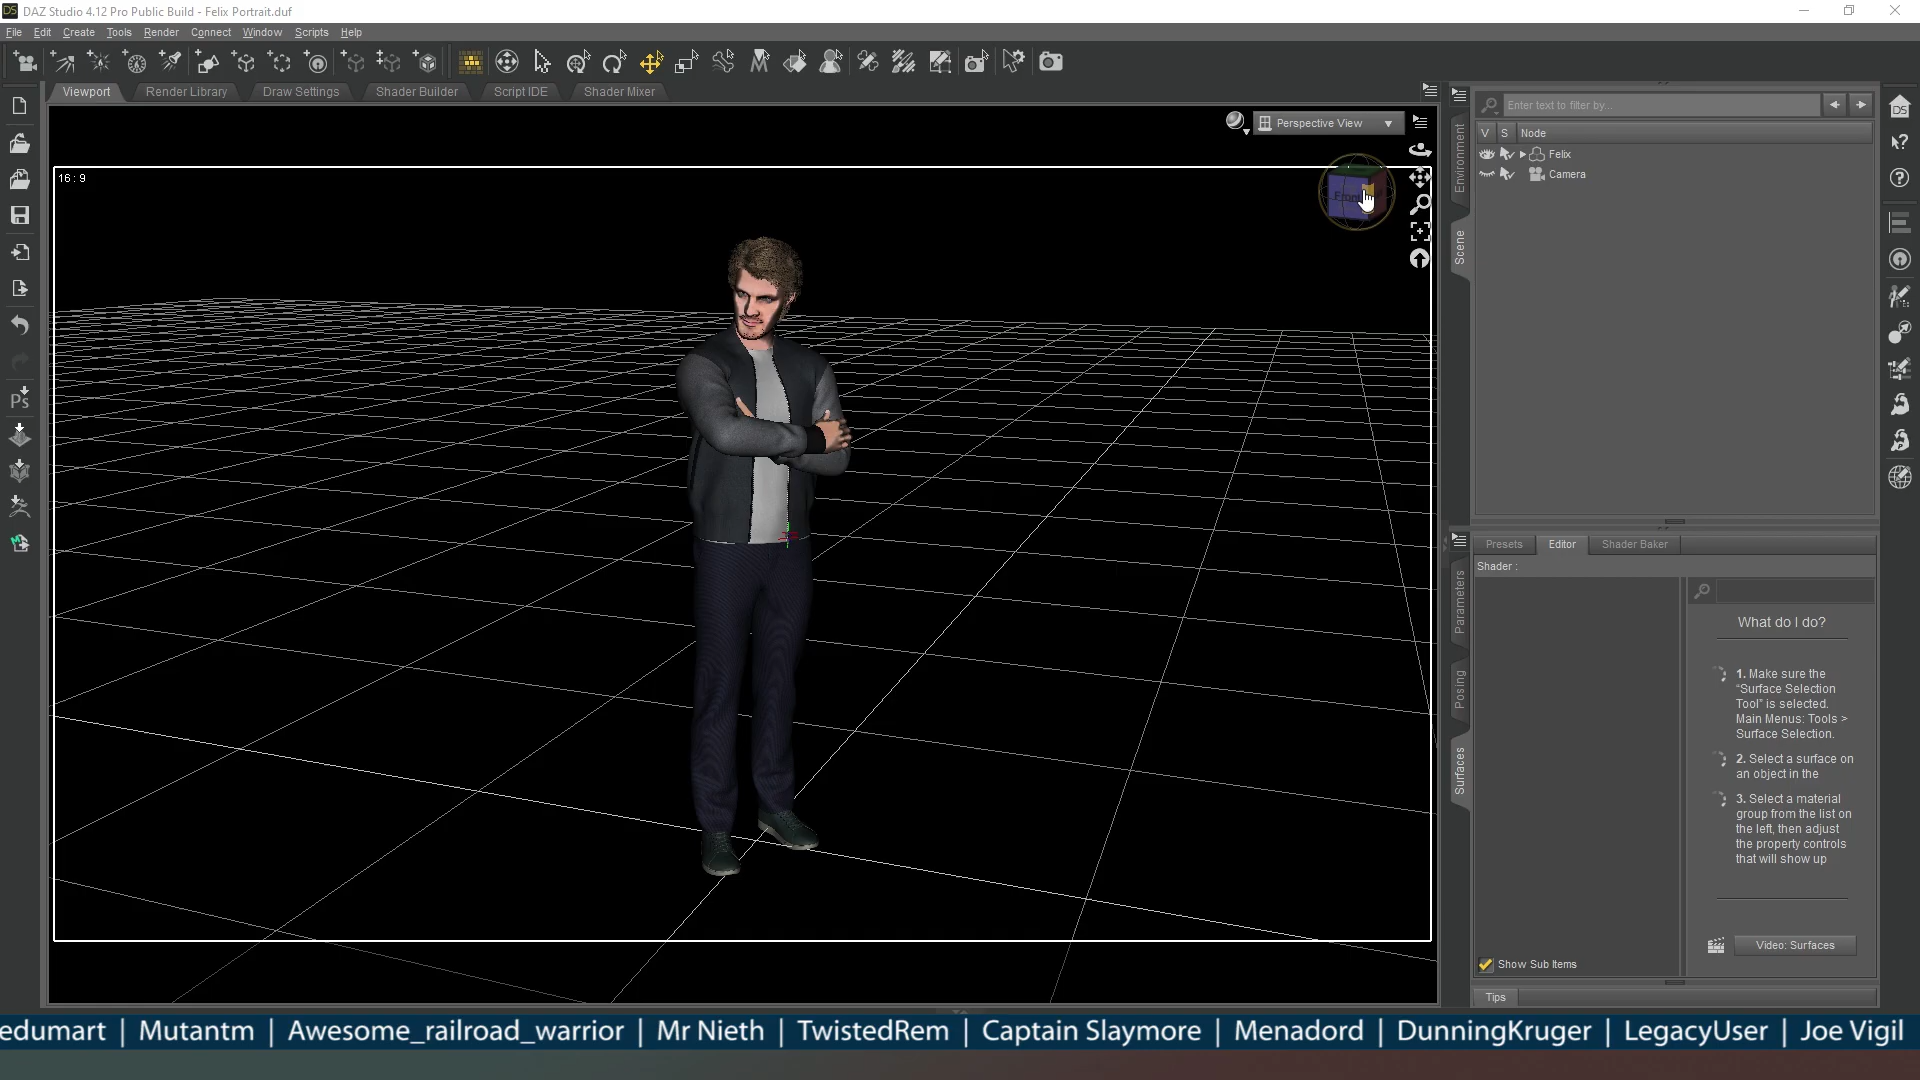 DAZ Studio 4.12 Pro Public Build - Felix Portrait.duf
File Edit Create Tools Render Connect Window Scripts Help
Viewport Render Library Draw Settings Shader Builder Script IDE Shader Mixer
Perspective View
16 : 9
Front
Environment
Scene
Enter text to filter by...
V S Node
Felix
Camera
Ps
Parameters
Posing
Surfaces
Presets Editor Shader Baker
Shader :
What do I do?
1. Make sure the
"Surface Selection
Tool" is selected.
Main Menus: Tools >
Surface Selection.
2. Select a surface on
an object in the
3. Select a material
group from the list on
the left, then adjust
the property controls
that will show up
Video: Surfaces
Show Sub Items
Tips
edumart | Mutantm | Awesome_railroad_warrior | Mr Nieth | TwistedRem | Captain Slaymore | Menadord | DunningKruger | LegacyUser | Joe Vigil